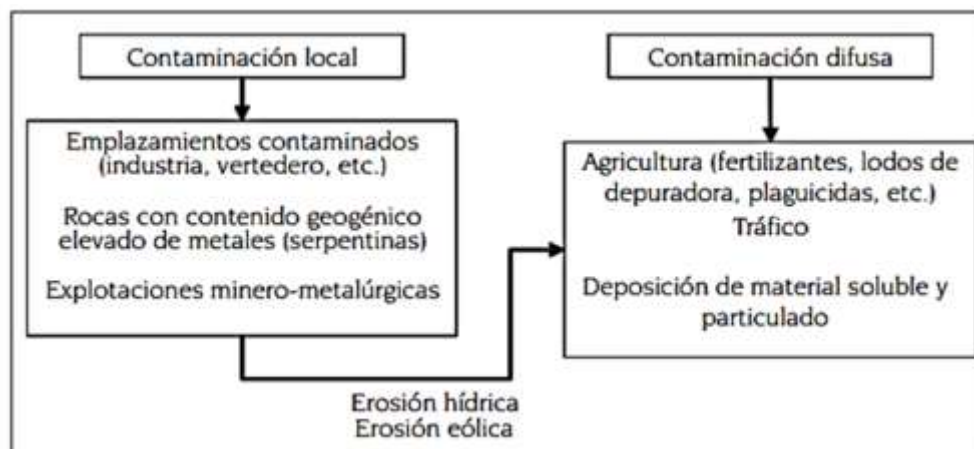 Contaminación local
Emplazamientos contaminados
(industria, vertedero, etc.)
Rocas con contenido geogénico
elevado de metales (serpentinas)
Explotaciones minero-metalúrgicas
Erosión hídrica
Erosión eólica
Contaminación difusa
Agricultura (fertilizantes, lodos de
depuradora, plaguicidas, etc.)
Tráfico
Deposición de material soluble y
particulado